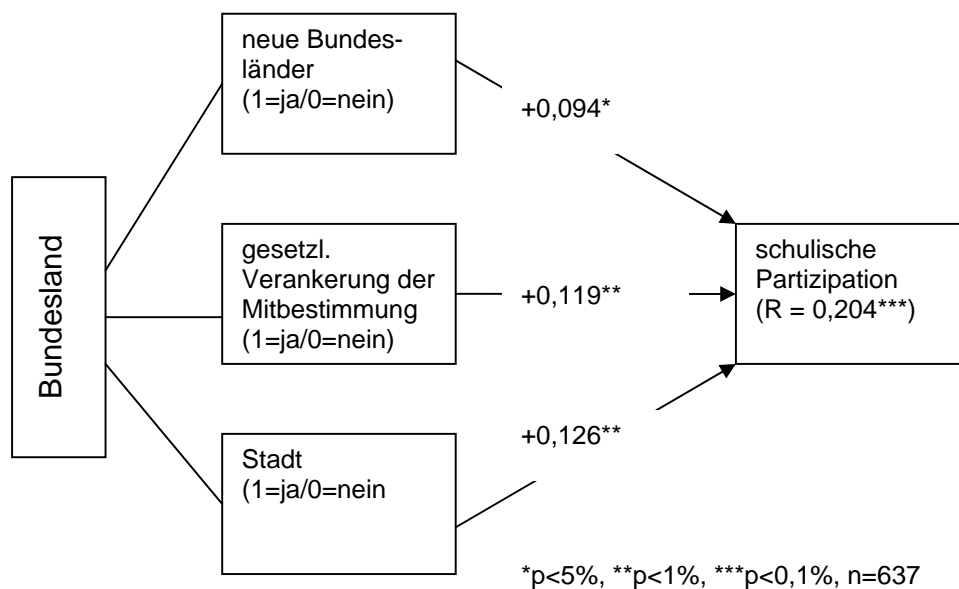 neue Bundes-
länder
(1=ja/0=nein)
+0,094*
Bundesland
gesetzl.
Verankerung der
Mitbestimmung
(1=ja/0=nein)
+0,119**
schulische
Partizipation
(R = 0,204***)
Stadt
(1=ja/0=nein
+0,126**
*p<5%, **p<1%, ***p<0,1%, n=637